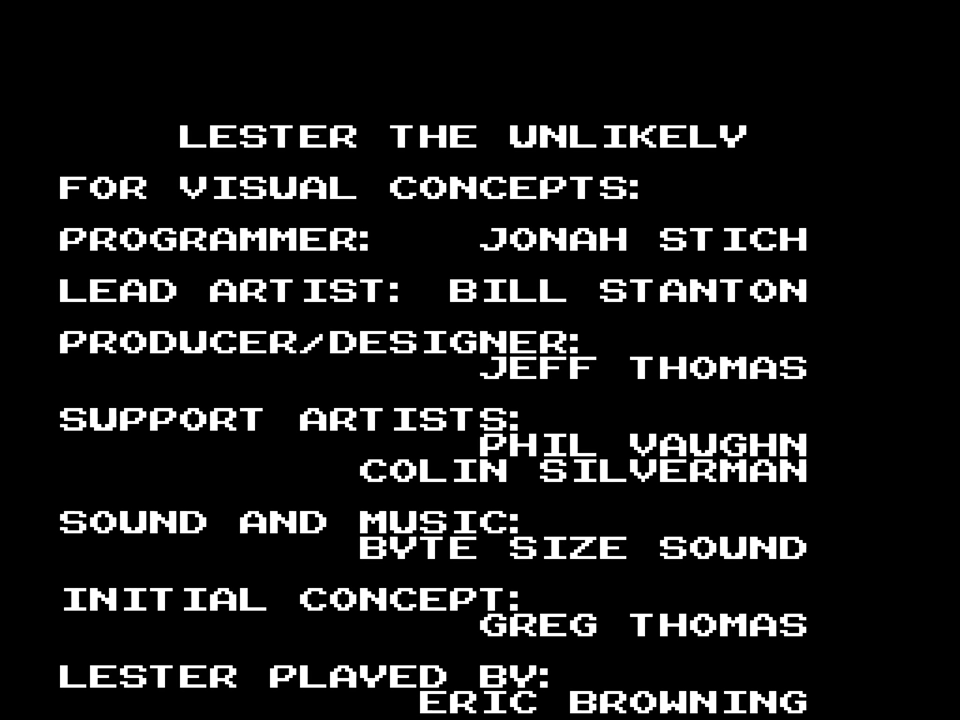 LESTER THE UNLIKELY
FOR VISUAL CONCEPTS:
PROGRAMMER: JONAH STICH
LEAD ARTIST: BILL STANTON
PRODUCER/DESIGNER:
JEFF THOMAS
SUPPORT ARTISTS:
PHIL VAUGHN
COLIN SILVERMAN
SOUND AND MUSIC:
BYTE SIZE SOUND
INITIAL CONCEPT:
GREG THOMAS
LESTER PLAYED BY:
ERIC BROWNING